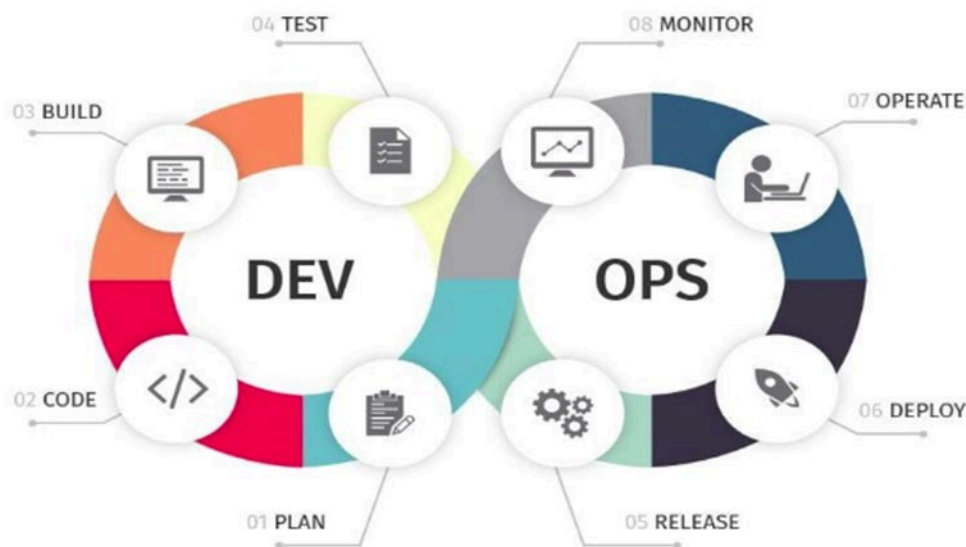 04 TEST
08 MONITOR
03 BUILD
07 OPERATE
DEV
OPS
</>
02 CODE
06 DEPLOY
01 PLAN
05 RELEASE